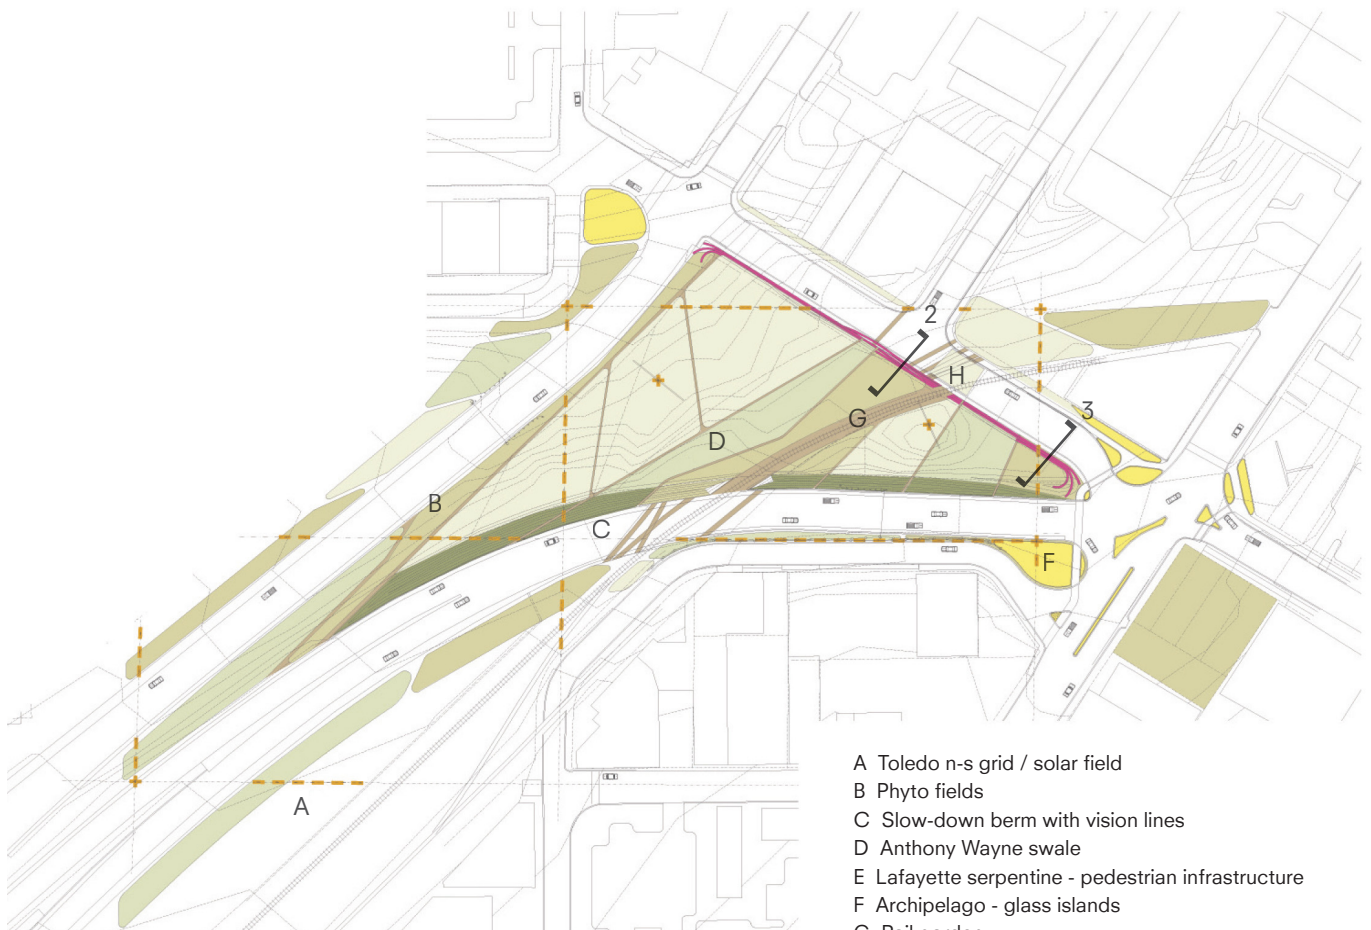 2
H
3
G
D
B
C
F
A
A Toledo n-s grid / solar field
B Phyto fields
C Slow-down berm with vision lines
D Anthony Wayne swale
E Lafayette serpentine - pedestrian infrastructure
F Archipelago - glass islands